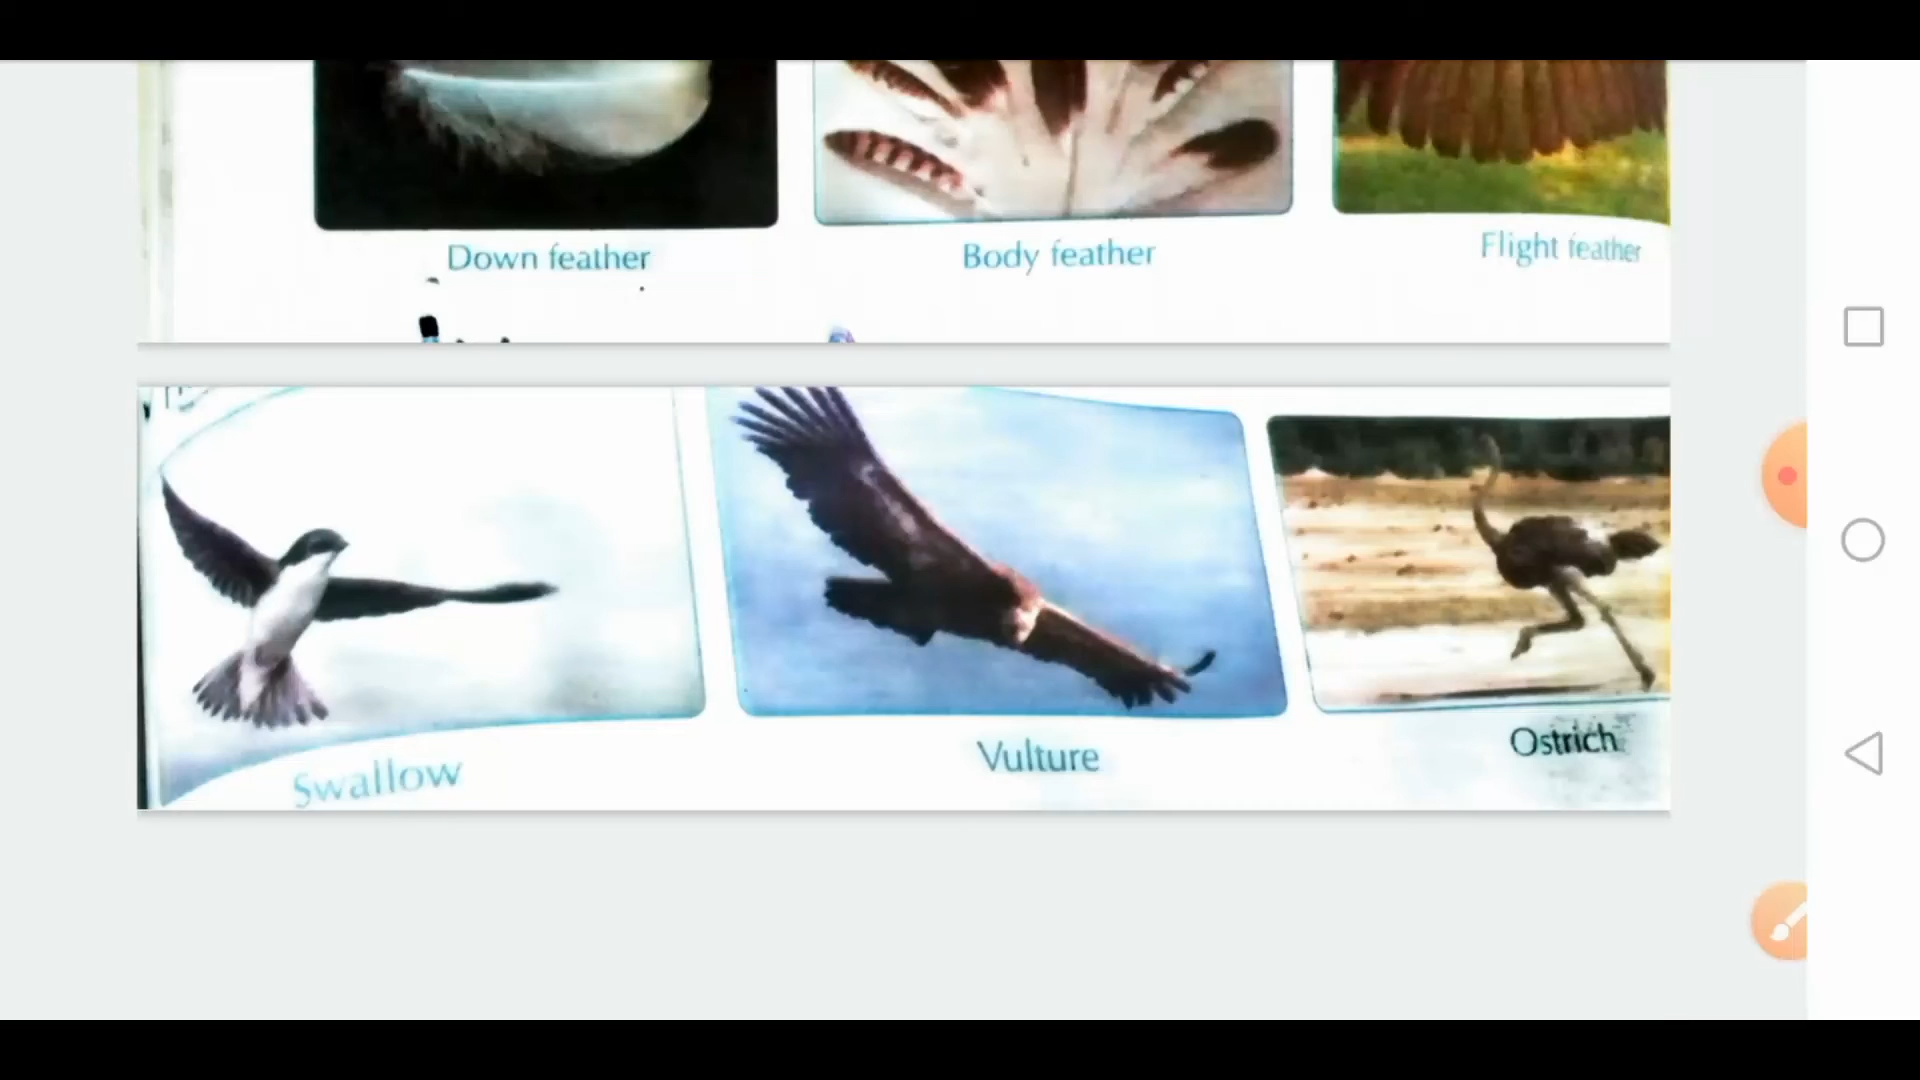 Down feather
Body feather
Flight feather
Swallow
Vulture
Ostrich